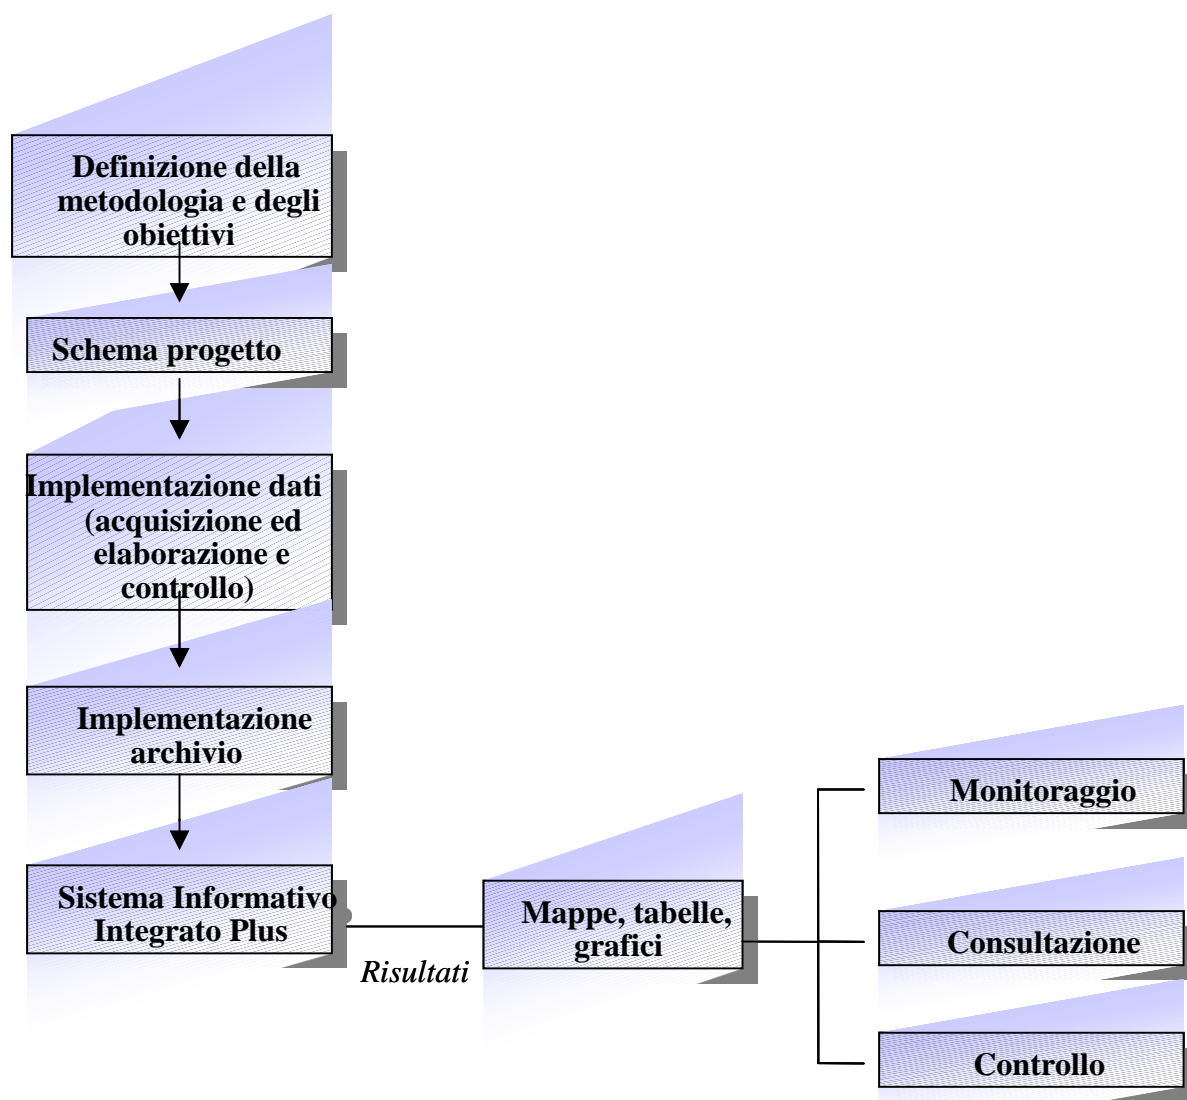 Definizione della
metodologia e degli
obiettivi
Schema progetto
Implementazione dati
(acquisizione ed
elaborazione e
controllo)
Implementazione
archivio
Sistema Informativo
Integrato Plus
Risultati
Mappe, tabelle,
grafici
Monitoraggio
Consultazione
Controllo